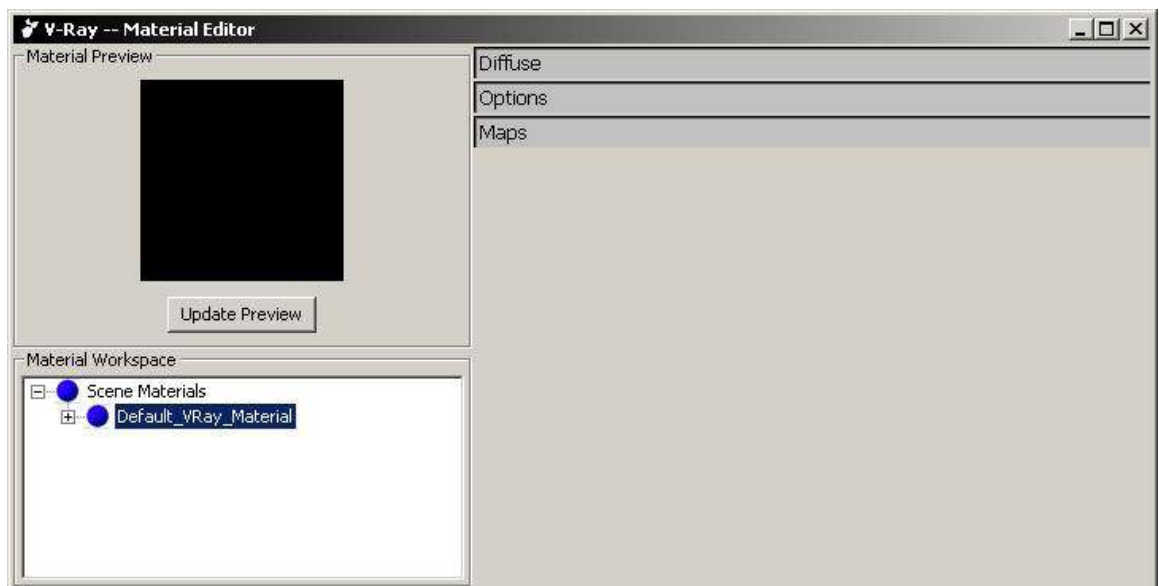 V-Ray -- Material Editor
Material Preview
Update Preview
Material Workspace
Scene Materials
Default_VRay_Material
Diffuse
Options
Maps